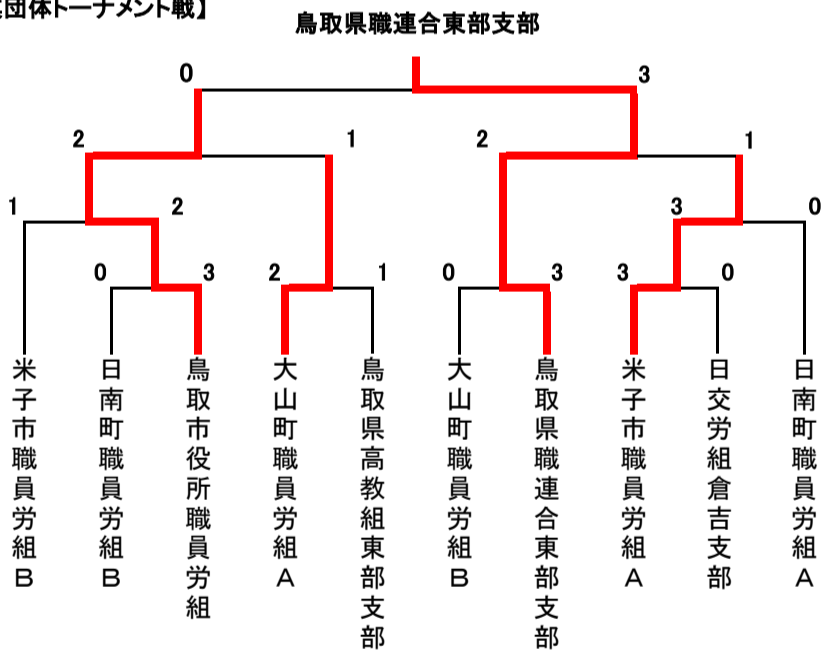 団体トーナメント戦】
鳥取県職連合東部支部
0
3
2
1
2
1
1
2
3
0
0
3
2
1
0
3
3
0
米子市職員労組B
日南町職員労組B
鳥取市役所職員労組
大山町職員労組A
鳥取県高教組東部支部
大山町職員労組B
鳥取県職連合東部支部
米子市職員労組A
日交労組倉吉支部
日南町職員労組A